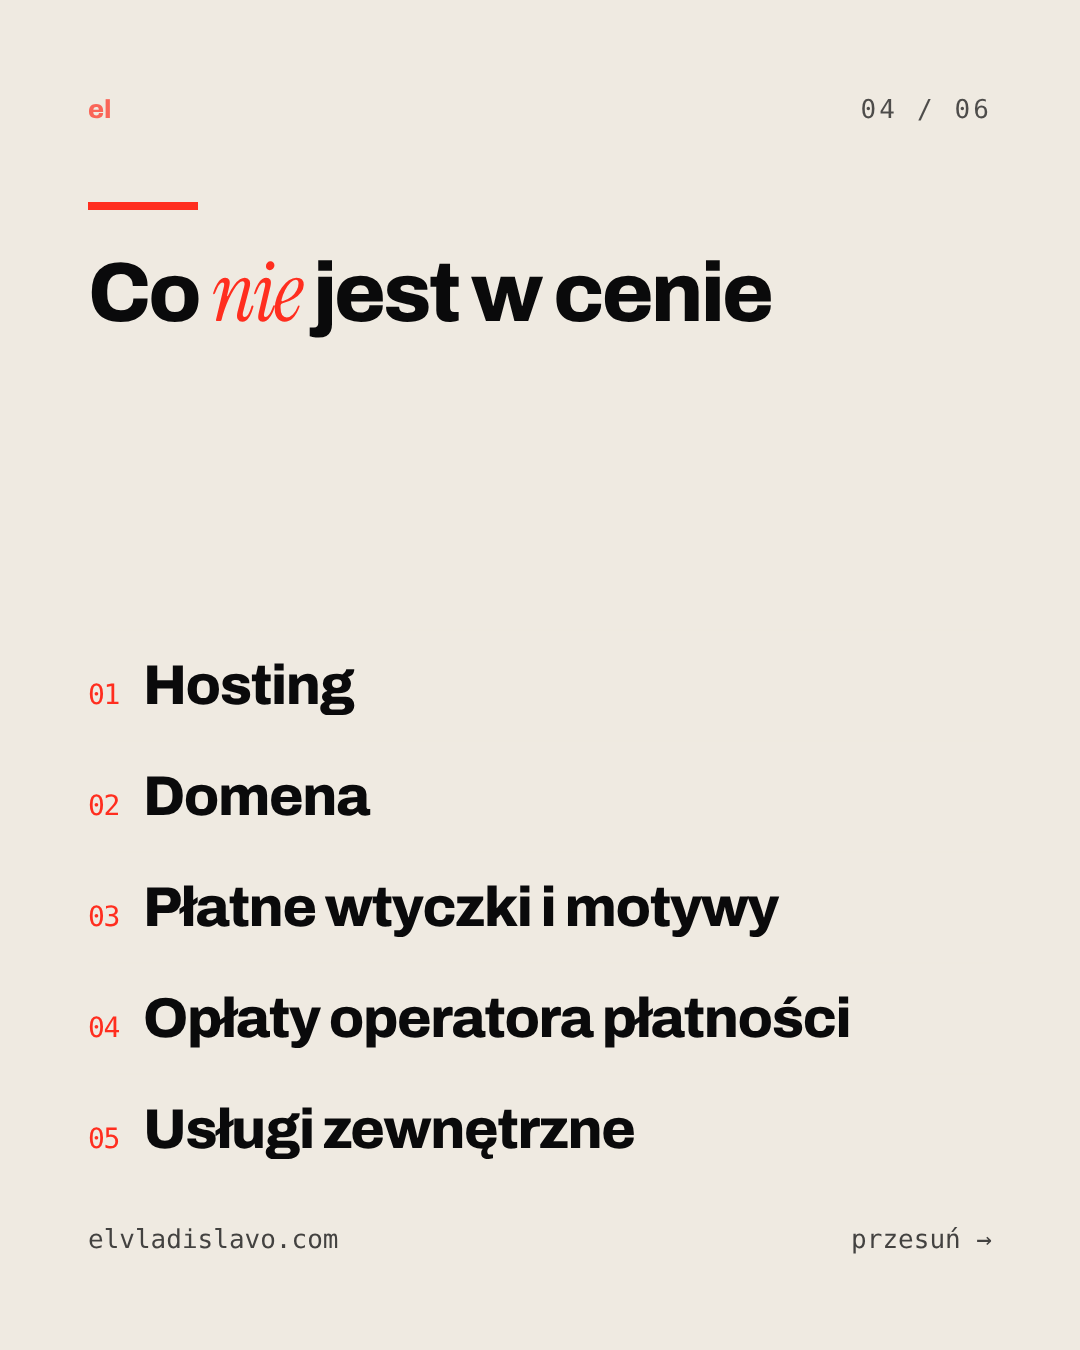 el
04 / 06
Co nie jest w cenie
01 Hosting
02 Domena
03 Płatne wtyczki i motywy
04 Opłaty operatora płatności
05 Usługi zewnętrzne
elvladislavo.com
przesuń →